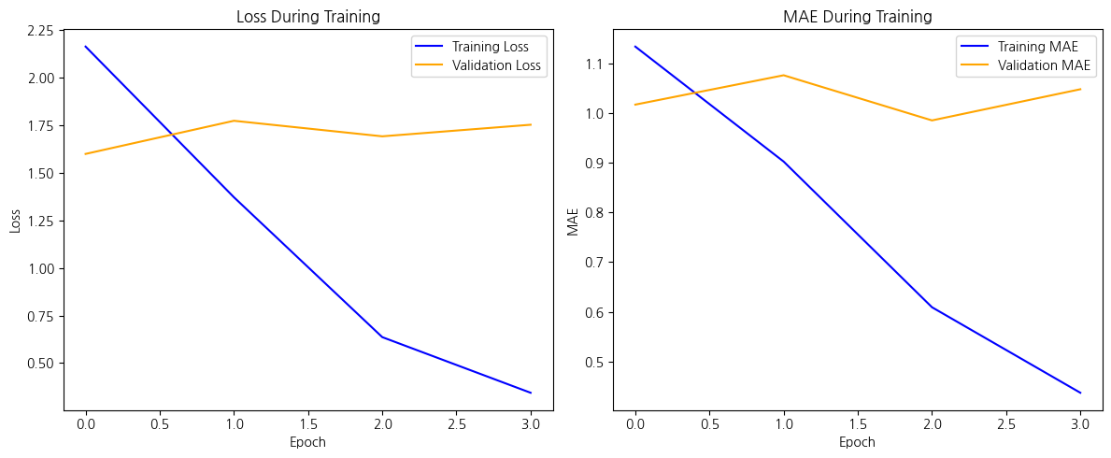 Loss During Training
2.25
2.00
1.75
1.50
1.25
1.00
0.75
0.50
Loss
Training Loss
Validation Loss
0.0 0.5 1.0 1.5 2.0 2.5 3.0
Epoch
MAE During Training
1.1
1.0
0.9
0.8
0.7
0.6
0.5
MAE
Training MAE
Validation MAE
0.0 0.5 1.0 1.5 2.0 2.5 3.0
Epoch